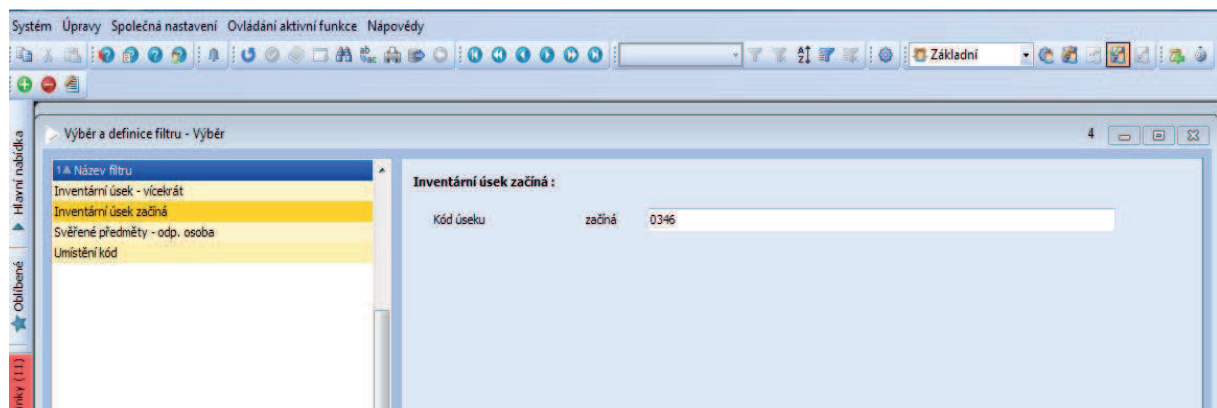 Systém Úpravy Společná nastavení Ovládání aktivní funkce Nápovědy
Základní
Výběr a definice filtru - Výběr
4
1 Název filtru
Inventární úsek - vícekrát
Inventární úsek začíná
Svěřené předměty - odp. osoba
Umístění kód
Inventární úsek začíná :
Kód úseku začíná 0346
Hlavní nabídka
Oblíbené
(11)